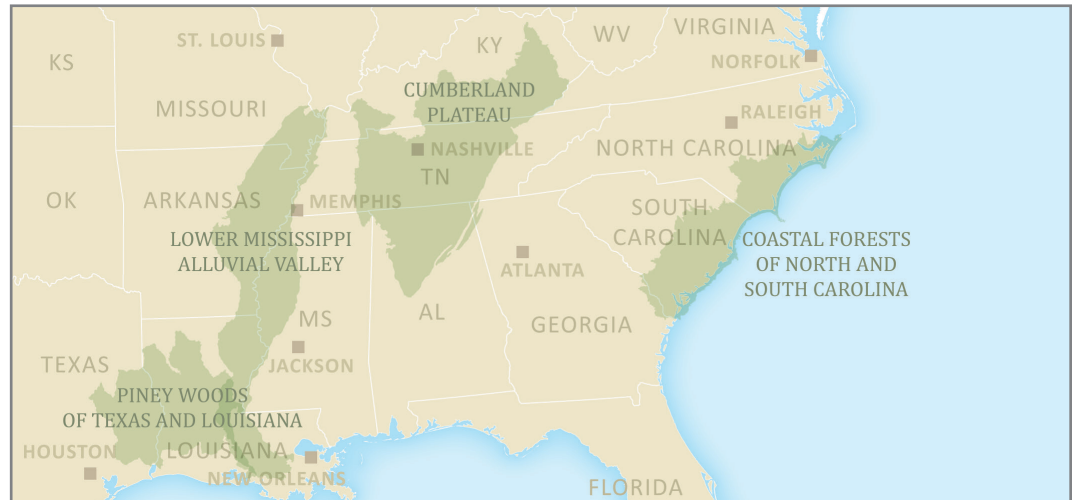 VIRGINIA
WV
ST. LOUIS
KY
KS
NORFOLK
CUMBERLAND
PLATEAU
MISSOURI
RALEIGH
NASHVILLE
NORTH CAROLINA
TN
OK
ARKANSAS
MEMPHIS
SOUTH
CAROLINA
LOWER MISSISSIPPI
ALLUVIAL VALLEY
COASTAL FORESTS
OF NORTH AND
SOUTH CAROLINA
ATLANTA
MS
AL
GEORGIA
TEXAS
JACKSON
PINEY WOODS
OF TEXAS AND LOUISIANA
HOUSTON
LOUISIANA
NEW ORLEANS
FLORIDA